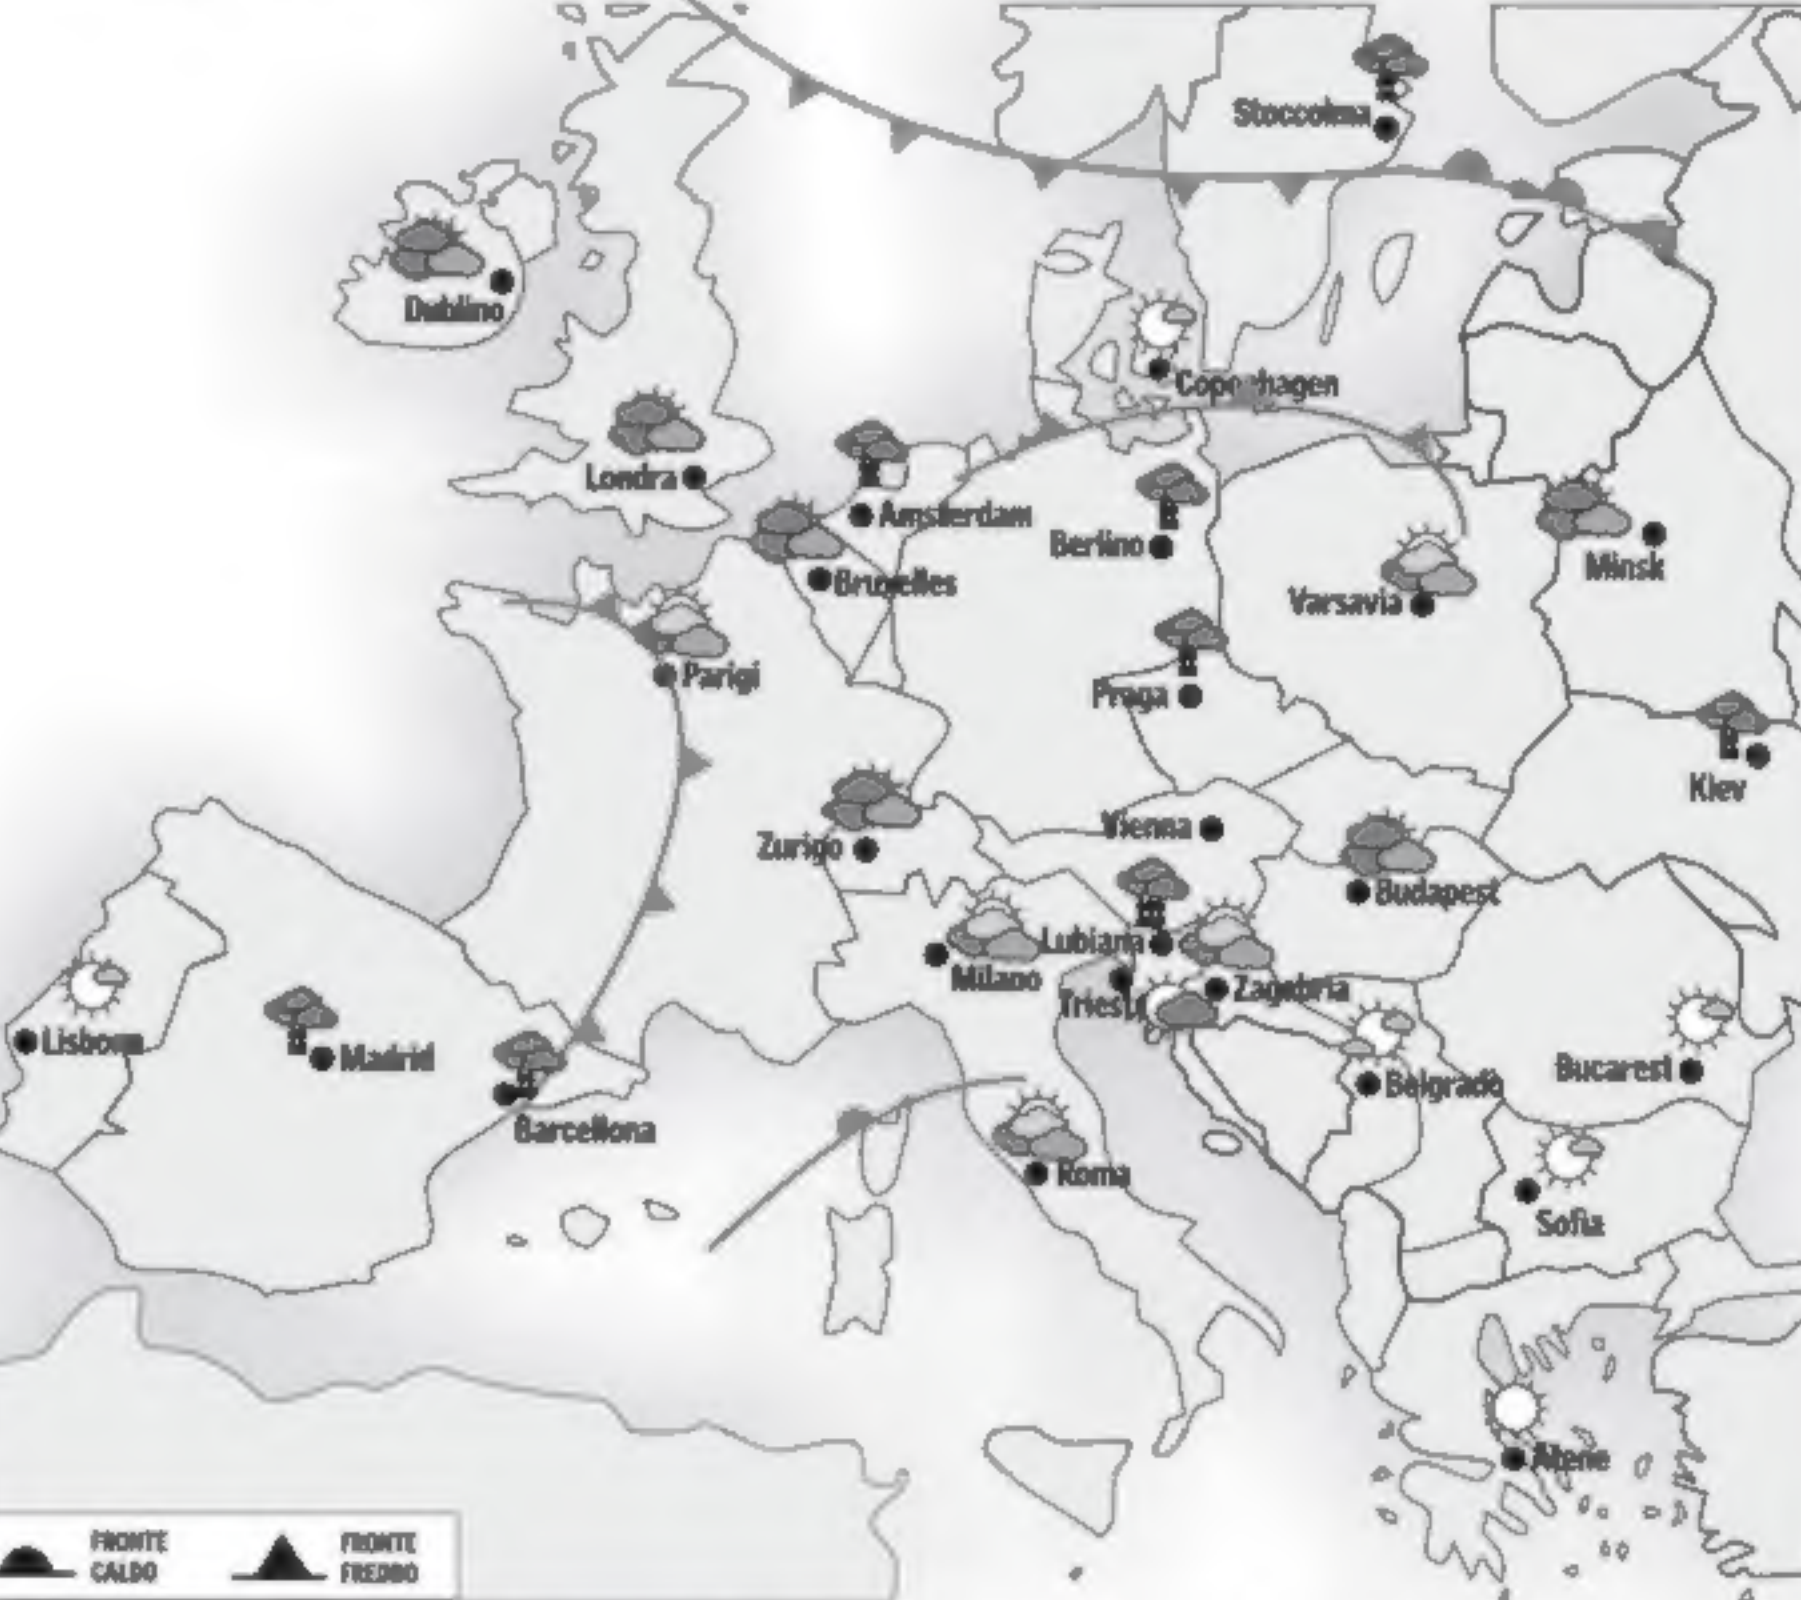 Stoccolma
Dublino
Copenhagen
Londra
Amsterdam
Berlino
Minsk
Bruxelles
Varsavia
Parigi
Praga
Kiev
Vienna
Zurigo
Budapest
Lubiana
Milano
Zagabria
Trieste
Lisbona
Madrid
Bucarest
Belgrado
Barcellona
Roma
Sofia
Atene
FRONTE
CALDO
FRONTE
FREDDO